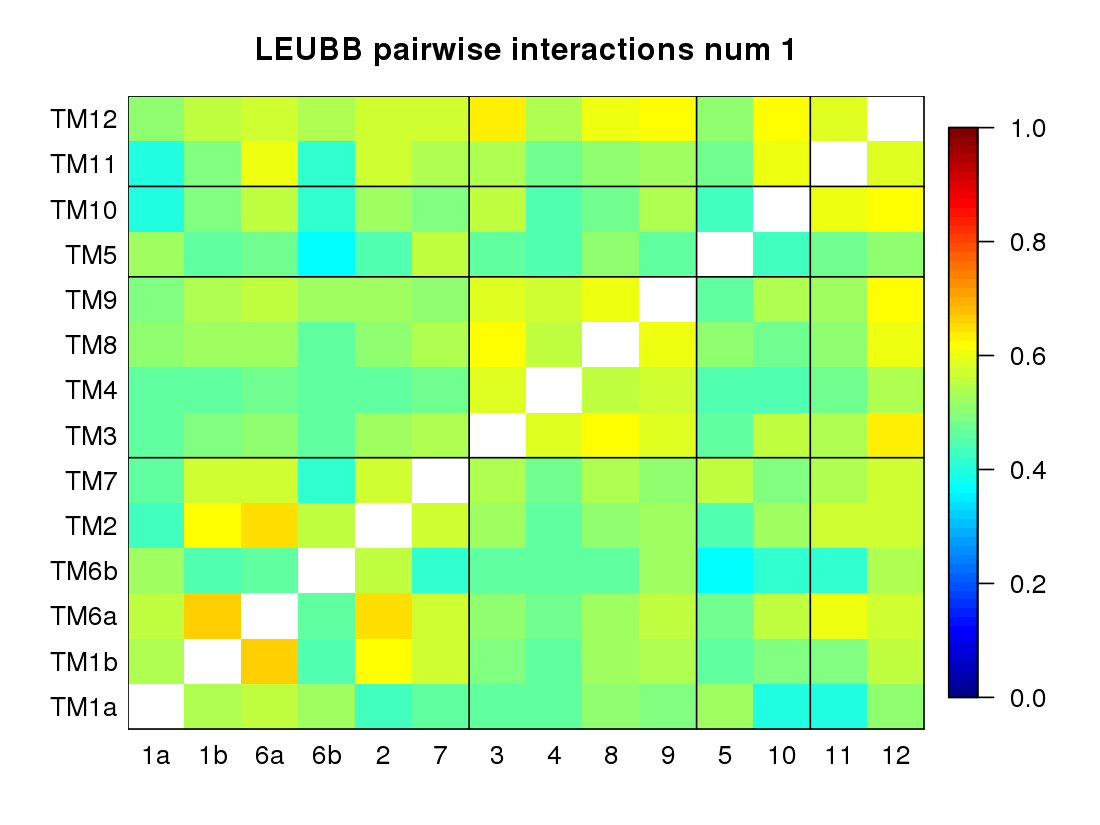 LEUBB pairwise interactions num 1
TM12
TM11
TM10
TM5
TM9
TM8
TM4
TM3
TM7
TM2
TM6b
TM6a
TM1b
TM1a
1a 1b 6a 6b 2 7 3 4 8 9 5 10 11 12
1.0
0.8
0.6
0.4
0.2
0.0